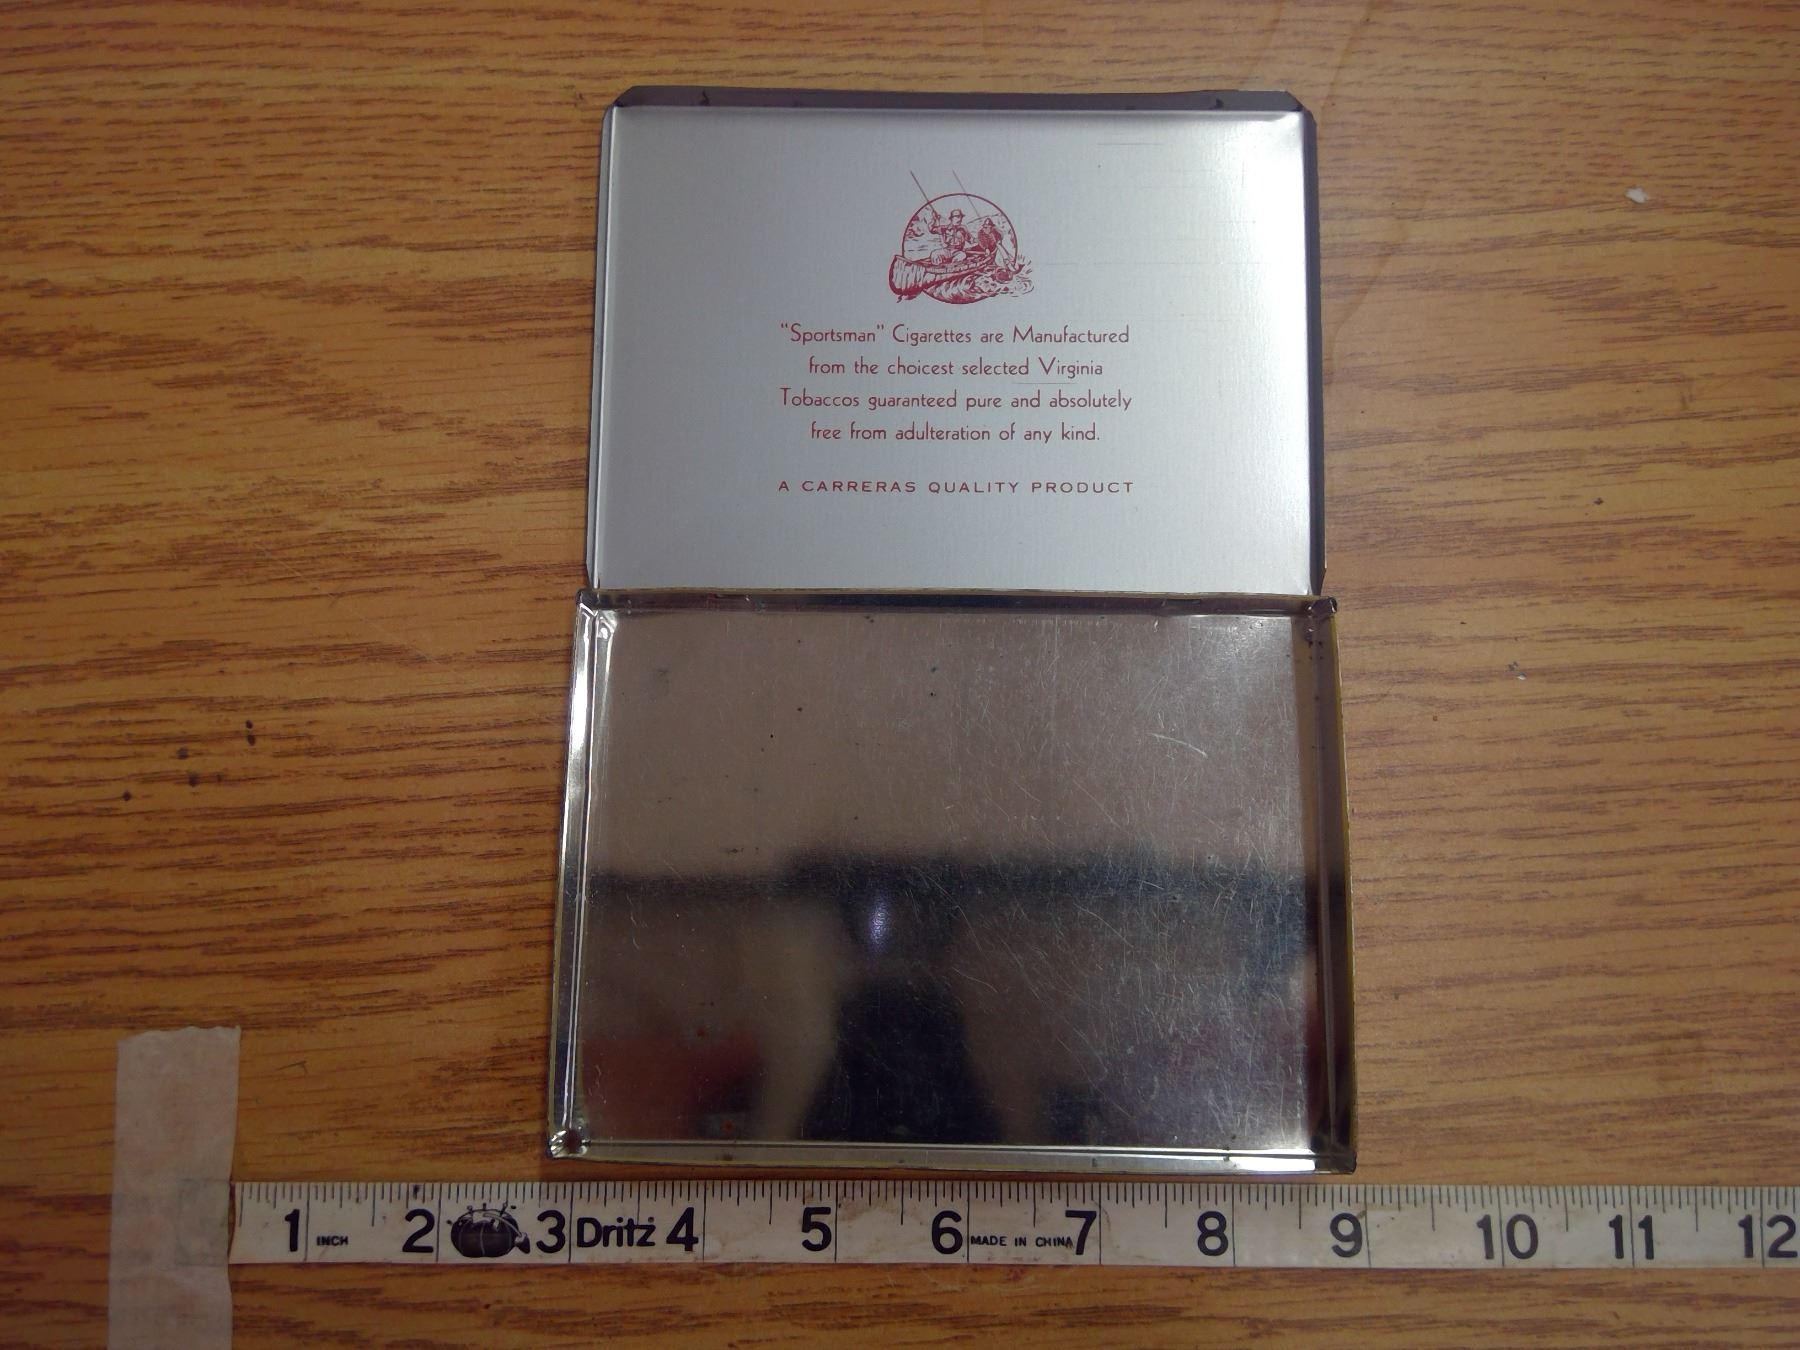 "Sportsman" Cigarettes are Manufactured
from the choicest selected Virginia
Tobaccos guaranteed pure and absolutely
free from adulteration of any kind.
A CARRERAS QUALITY PRODUCT
1 INCH 2 3 Dritz 4 5 6 MADE IN CHINA 7 8 9 10 11 12